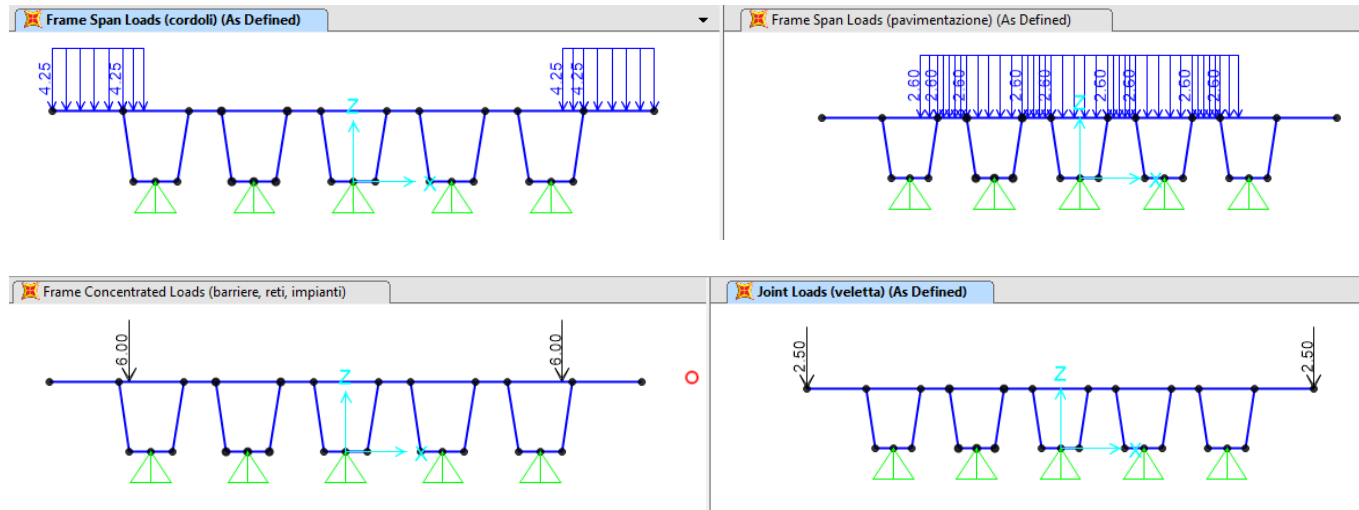 Frame Span Loads (cordoli) (As Defined)
4.25
4.25
4.25
4.25
Z
X
Frame Span Loads (pavimentazione) (As Defined)
2.60
2.60
2.60
2.60
2.60
2.60
2.60
2.60
2.60
Z
X
Frame Concentrated Loads (barriere, reti, impianti)
6.00
6.00
Z
X
Joint Loads (veletta) (As Defined)
2.50
2.50
Z
X